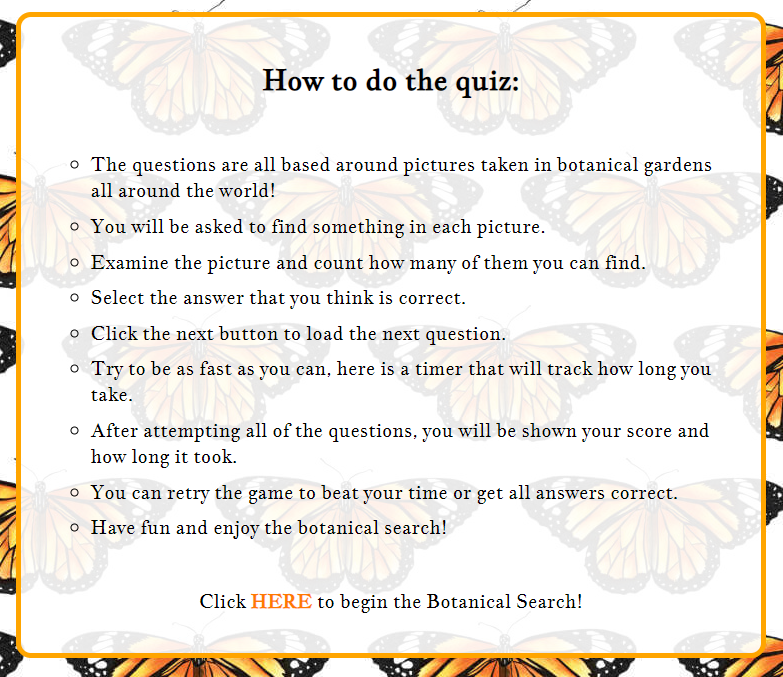 How to do the quiz:
The questions are all based around pictures taken in botanical gardens
all around the world!
You will be asked to find something in each picture.
Examine the picture and count how many of them you can find.
Select the answer that you think is correct.
Click the next button to load the next question.
Try to be as fast as you can, here is a timer that will track how long you
take.
After attempting all of the questions, you will be shown your score and
how long it took.
You can retry the game to beat your time or get all answers correct.
Have fun and enjoy the botanical search!
Click HERE to begin the Botanical Search!